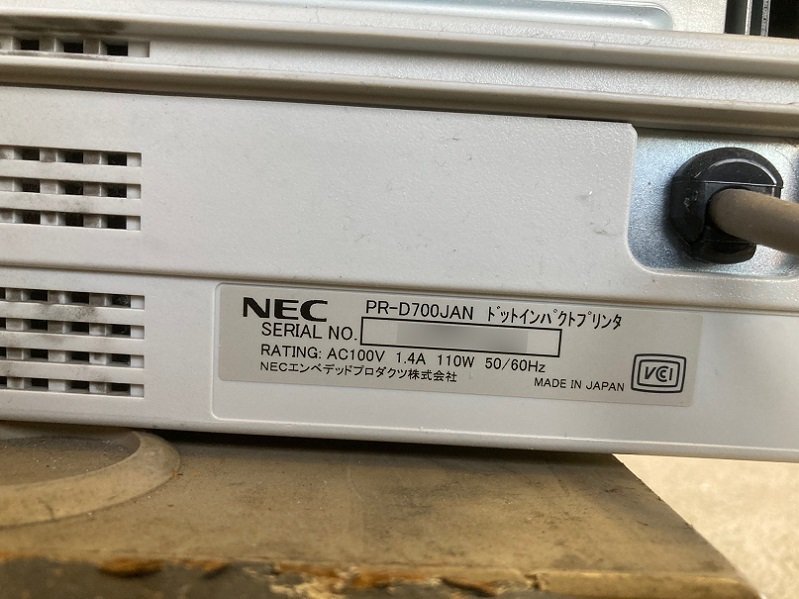 NEC PR-D700JAN ﾄﾞｯﾄｲﾝﾊﾟｸﾄﾌﾟﾘﾝﾀ
SERIAL NO.
RATING: AC100V 1.4A 110W 50/60Hz
NECエンベデッドプロダクツ株式会社
MADE IN JAPAN
VCCI